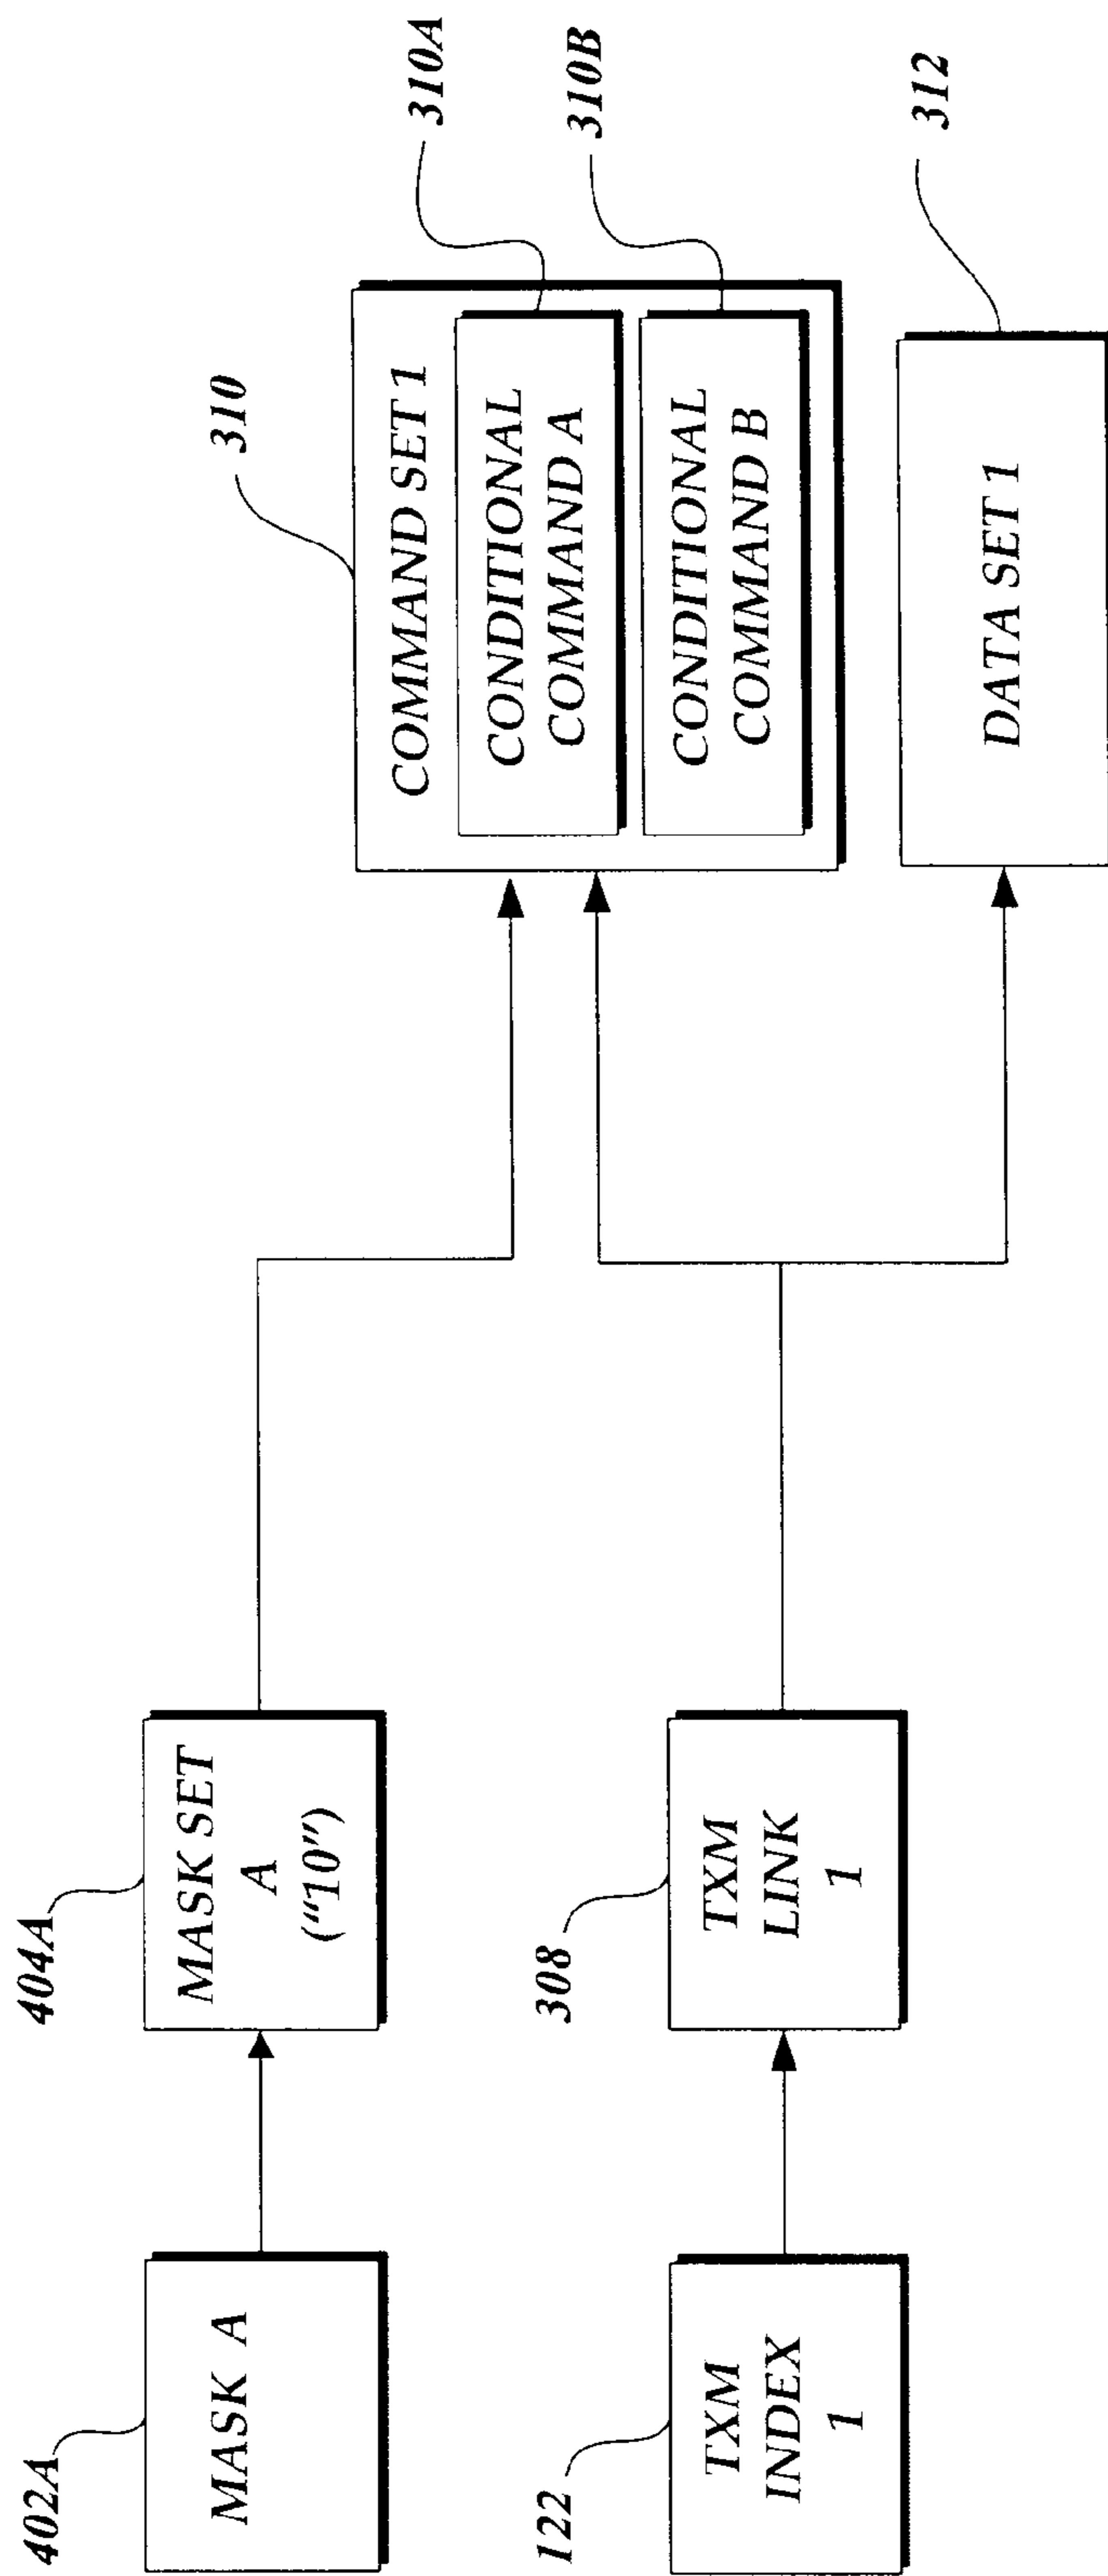 402A
MASK A
404A
MASK SET
A
("10")
310
COMMAND SET 1
310A
CONDITIONAL
COMMAND A
310B
CONDITIONAL
COMMAND B
122
TXM
INDEX
1
308
TXM
LINK
1
312
DATA SET 1